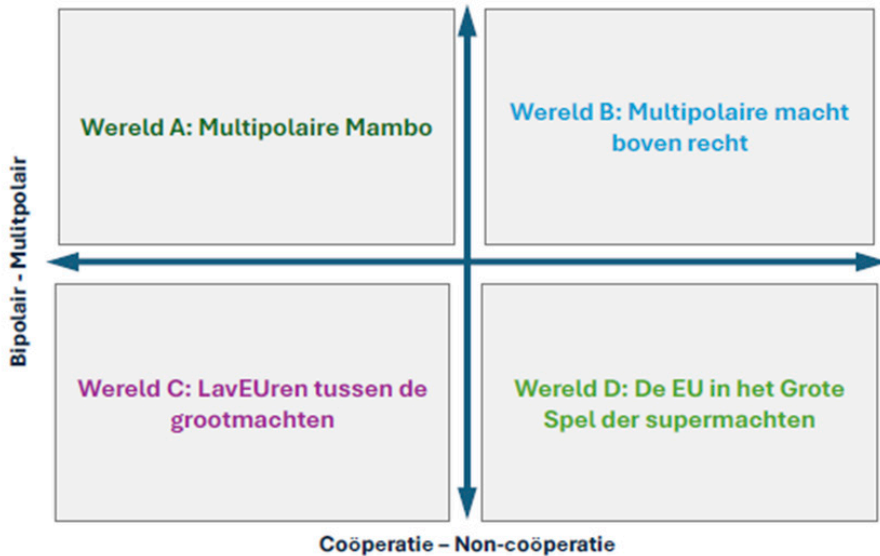 Wereld A: Multipolaire Mambo
Wereld B: Multipolaire macht
boven recht
Bipolair - Mulitpolair
Wereld C: LavEUren tussen de
grootmachten
Wereld D: De EU in het Grote
Spel der supermachten
Coöperatie – Non-coöperatie